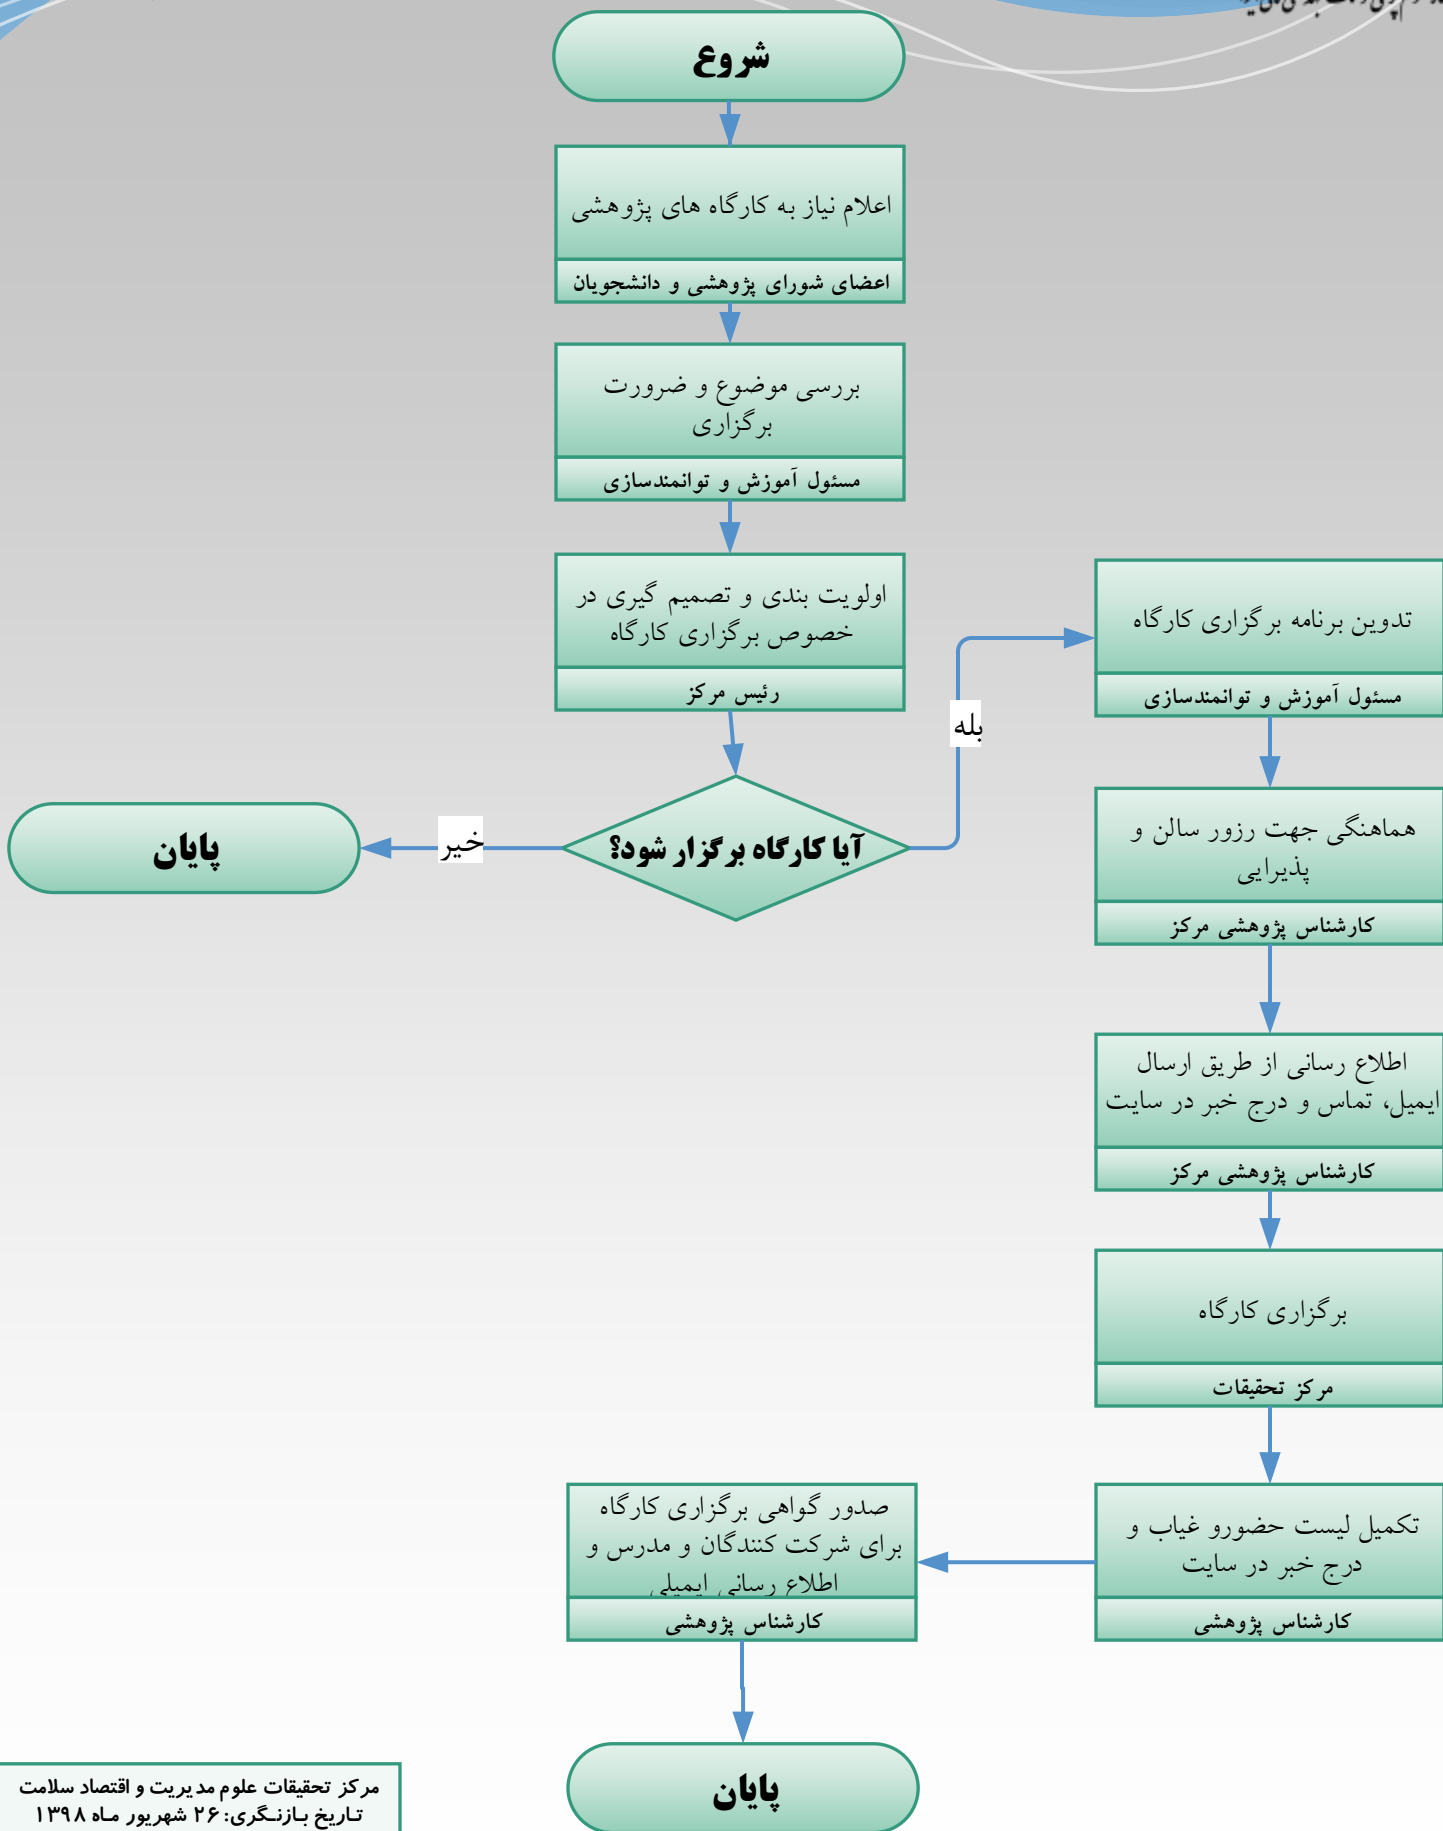 شروع
اعلام نیاز به کارگاه های پژوهشی
اعضای شورای پژوهشی و دانشجویان
بررسی موضوع و ضرورت
برگزاری
مسئول آموزش و توانمندسازی
اولویت بندی و تصمیم گیری در
خصوص برگزاری کارگاه
رئیس مرکز
آیا کارگاه برگزار شود؟
خیر
پایان
بله
تدوین برنامه برگزاری کارگاه
مسئول آموزش و توانمندسازی
هماهنگی جهت رزور سالن و
پذیرایی
کارشناس پژوهشی مرکز
اطلاع رسانی از طریق ارسال
ایمیل، تماس و درج خبر در سایت
کارشناس پژوهشی مرکز
برگزاری کارگاه
مرکز تحقیقات
تکمیل لیست حضورو غیاب و
درج خبر در سایت
کارشناس پژوهشی
صدور گواهی برگزاری کارگاه
برای شرکت کنندگان و مدرس و
اطلاع رسانی ایمیلی
کارشناس پژوهشی
پایان
مرکز تحقیقات علوم مدیریت و اقتصاد سلامت
تاریخ بازنگری: ۲۶ شهریور ماه ۱۳۹۸